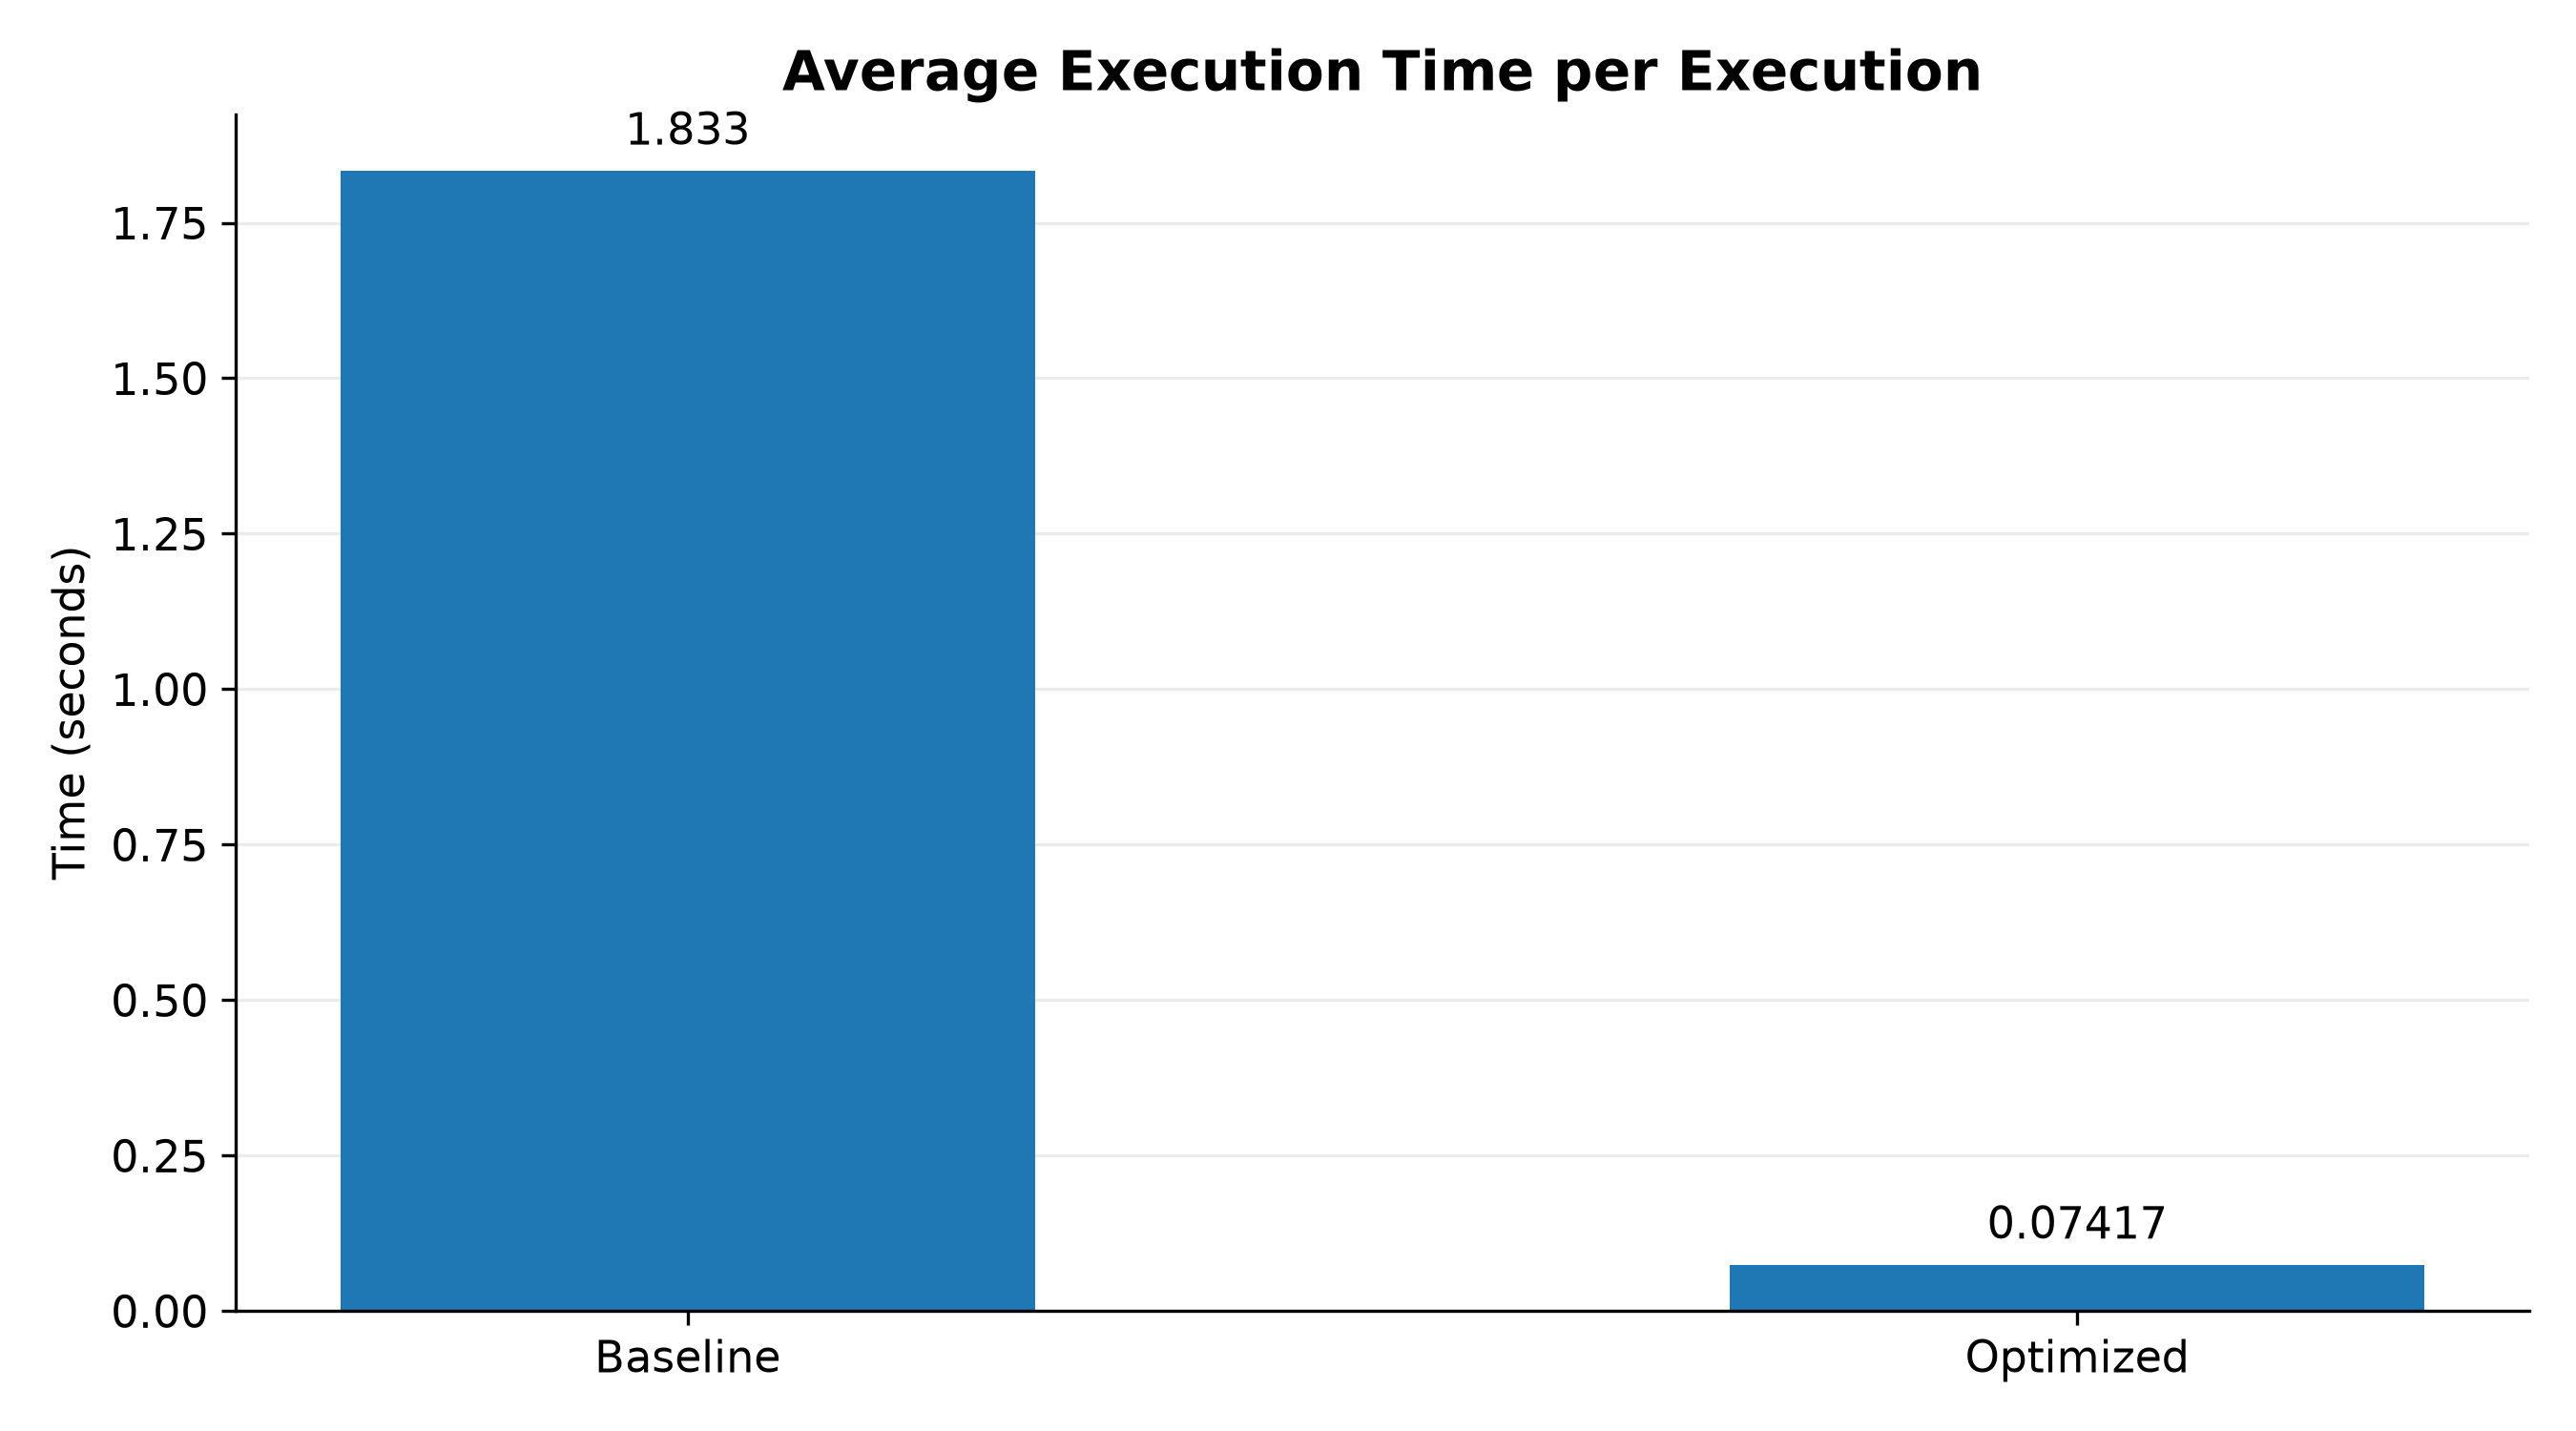 Average Execution Time per Execution
1.833
1.75
1.50
1.25
1.00
0.75
0.50
0.25
0.00
Time (seconds)
0.07417
Baseline
Optimized